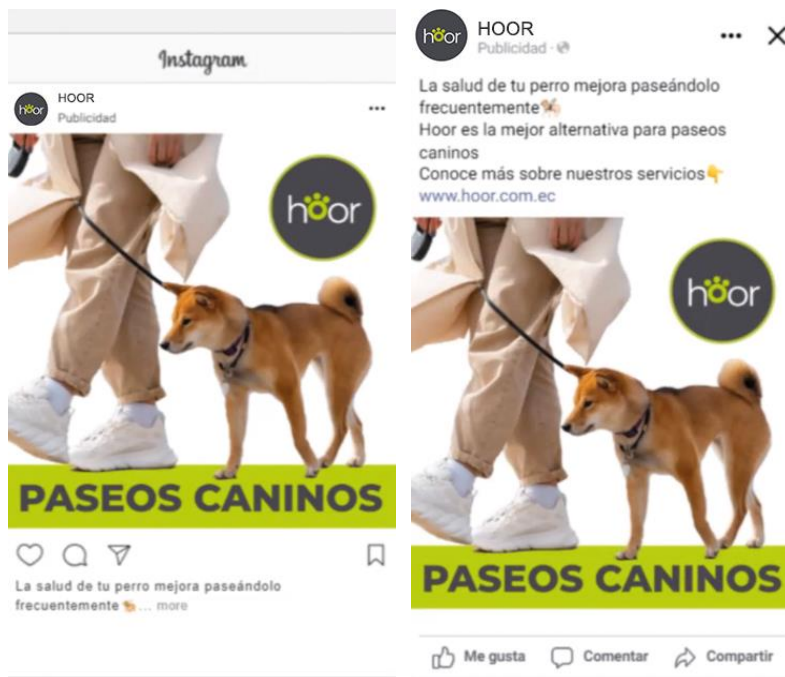 Instagram
hoor
HOOR
Publicidad
hoor
PASEOS CANINOS
La salud de tu perro mejora paseándolo
frecuentemente 🐕... more
hoor
HOOR
Publicidad ·
La salud de tu perro mejora paseándolo
frecuentemente🐕
Hoor es la mejor alternativa para paseos
caninos
Conoce más sobre nuestros servicios👇
www.hoor.com.ec
hoor
PASEOS CANINOS
Me gusta Comentar Compartir